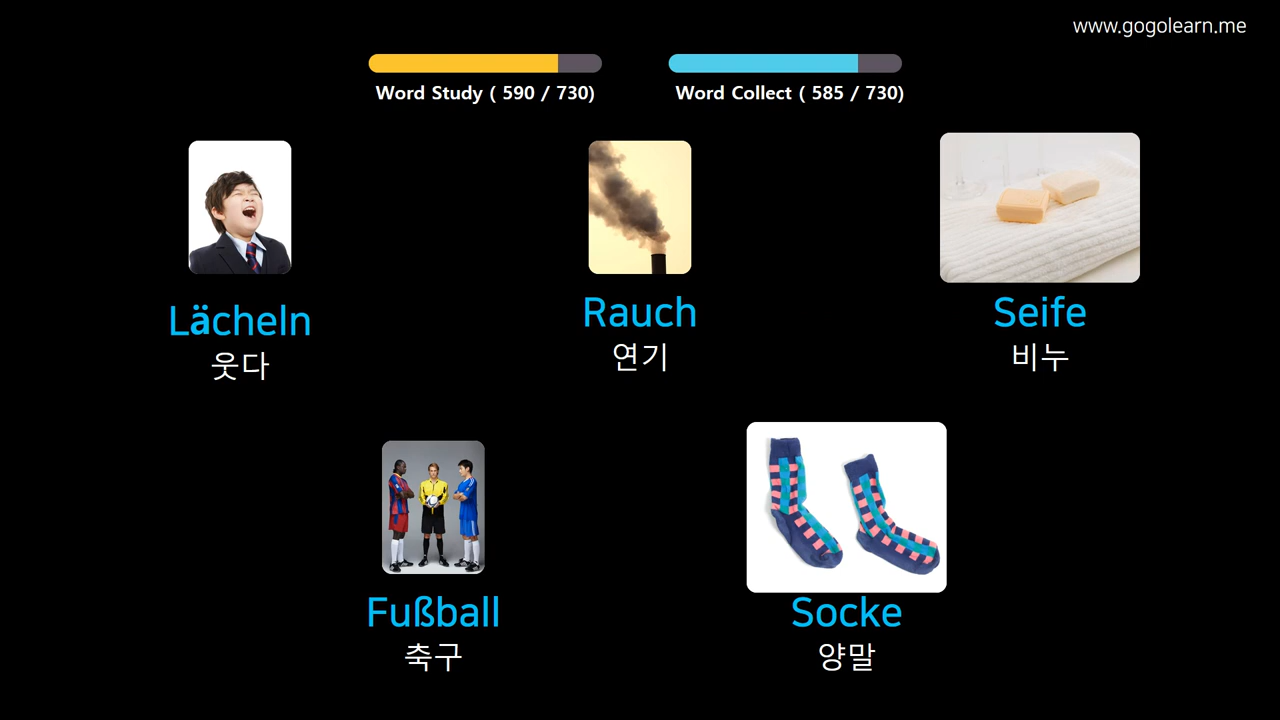 www.gogolearn.me
Word Study ( 590 / 730)
Word Collect ( 585 / 730)
Lächeln
웃다
Rauch
연기
Seife
비누
Fußball
축구
Socke
양말